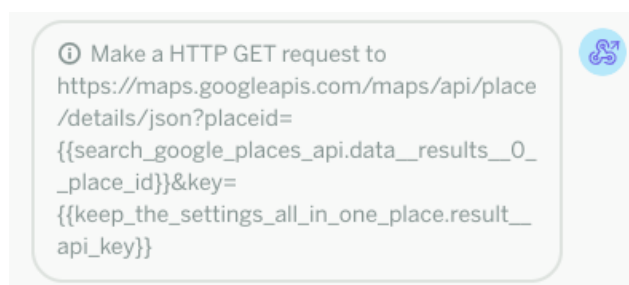 Make a HTTP GET request to
https://maps.googleapis.com/maps/api/place
/details/json?placeid=
{{search_google_places_api.data__results__0_
_place_id}}&key=
{{keep_the_settings_all_in_one_place.result__
api_key}}